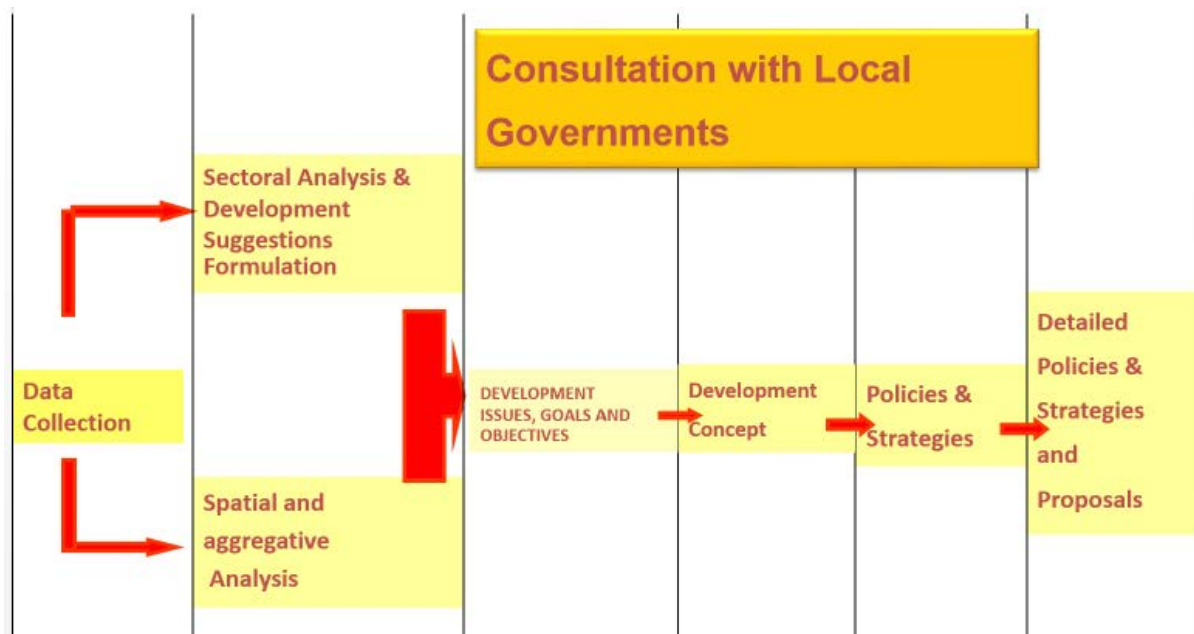 Consultation with Local
Governments
Sectoral Analysis &
Development
Suggestions
Formulation
Data
Collection
Spatial and
aggregative
Analysis
DEVELOPMENT
ISSUES, GOALS AND
OBJECTIVES
Development
Concept
Policies &
Strategies
Detailed
Policies &
Strategies
and
Proposals